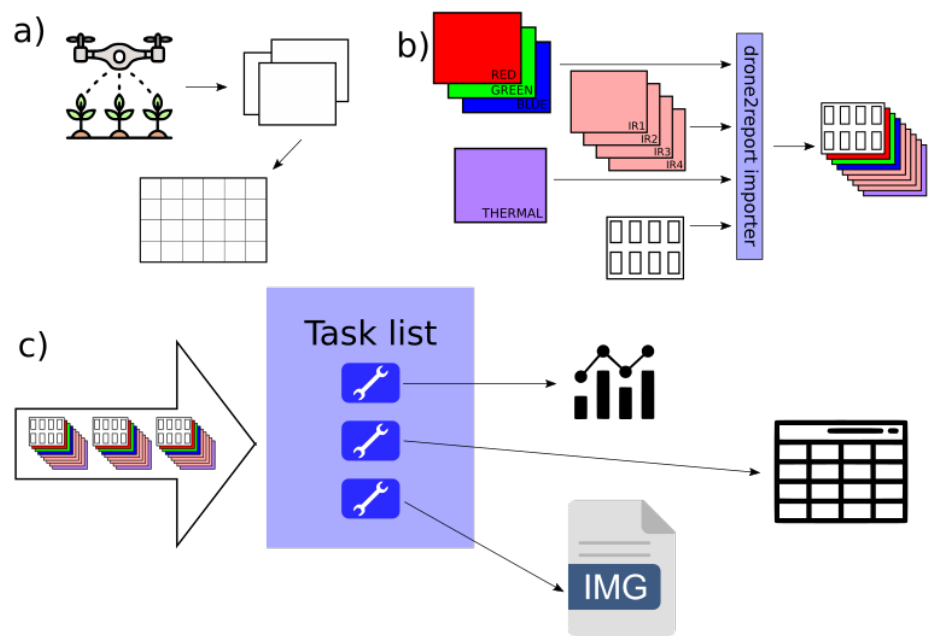 a)
b)
RED
GREEN
BLUE
IR1
IR2
IR3
IR4
THERMAL
drone2report importer
c)
Task list
IMG